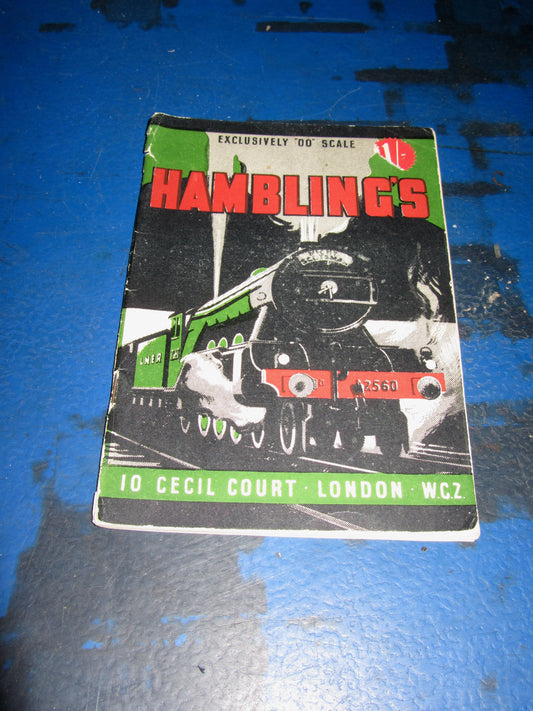 EXCLUSIVELY "OO" SCALE
1/-
HAMBLING'S
LNER
2560
10 CECIL COURT · LONDON · W.C.2.